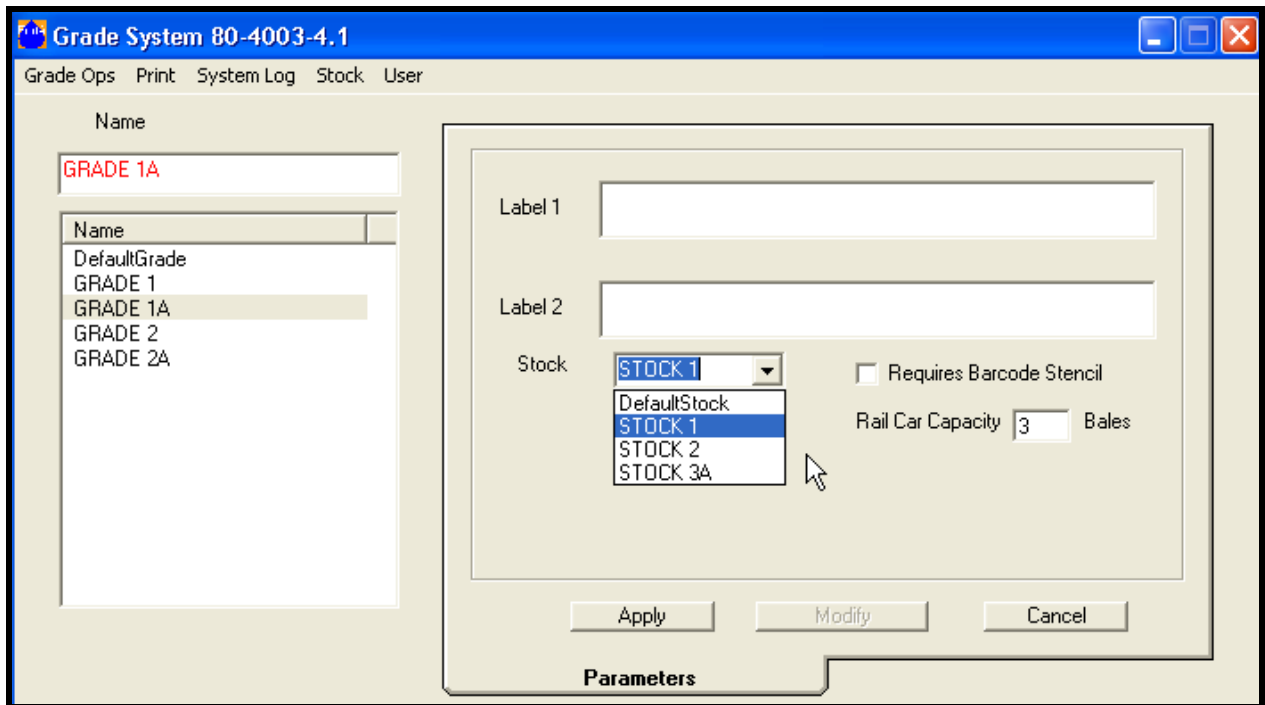 Grade System 80-4003-4.1
Grade Ops Print System Log Stock User
Name
GRADE 1A
Name
DefaultGrade
GRADE 1
GRADE 1A
GRADE 2
GRADE 2A
Label 1
Label 2
Stock STOCK 1
DefaultStock
STOCK 1
STOCK 2
STOCK 3A
Requires Barcode Stencil
Rail Car Capacity 3 Bales
Apply Modify Cancel
Parameters